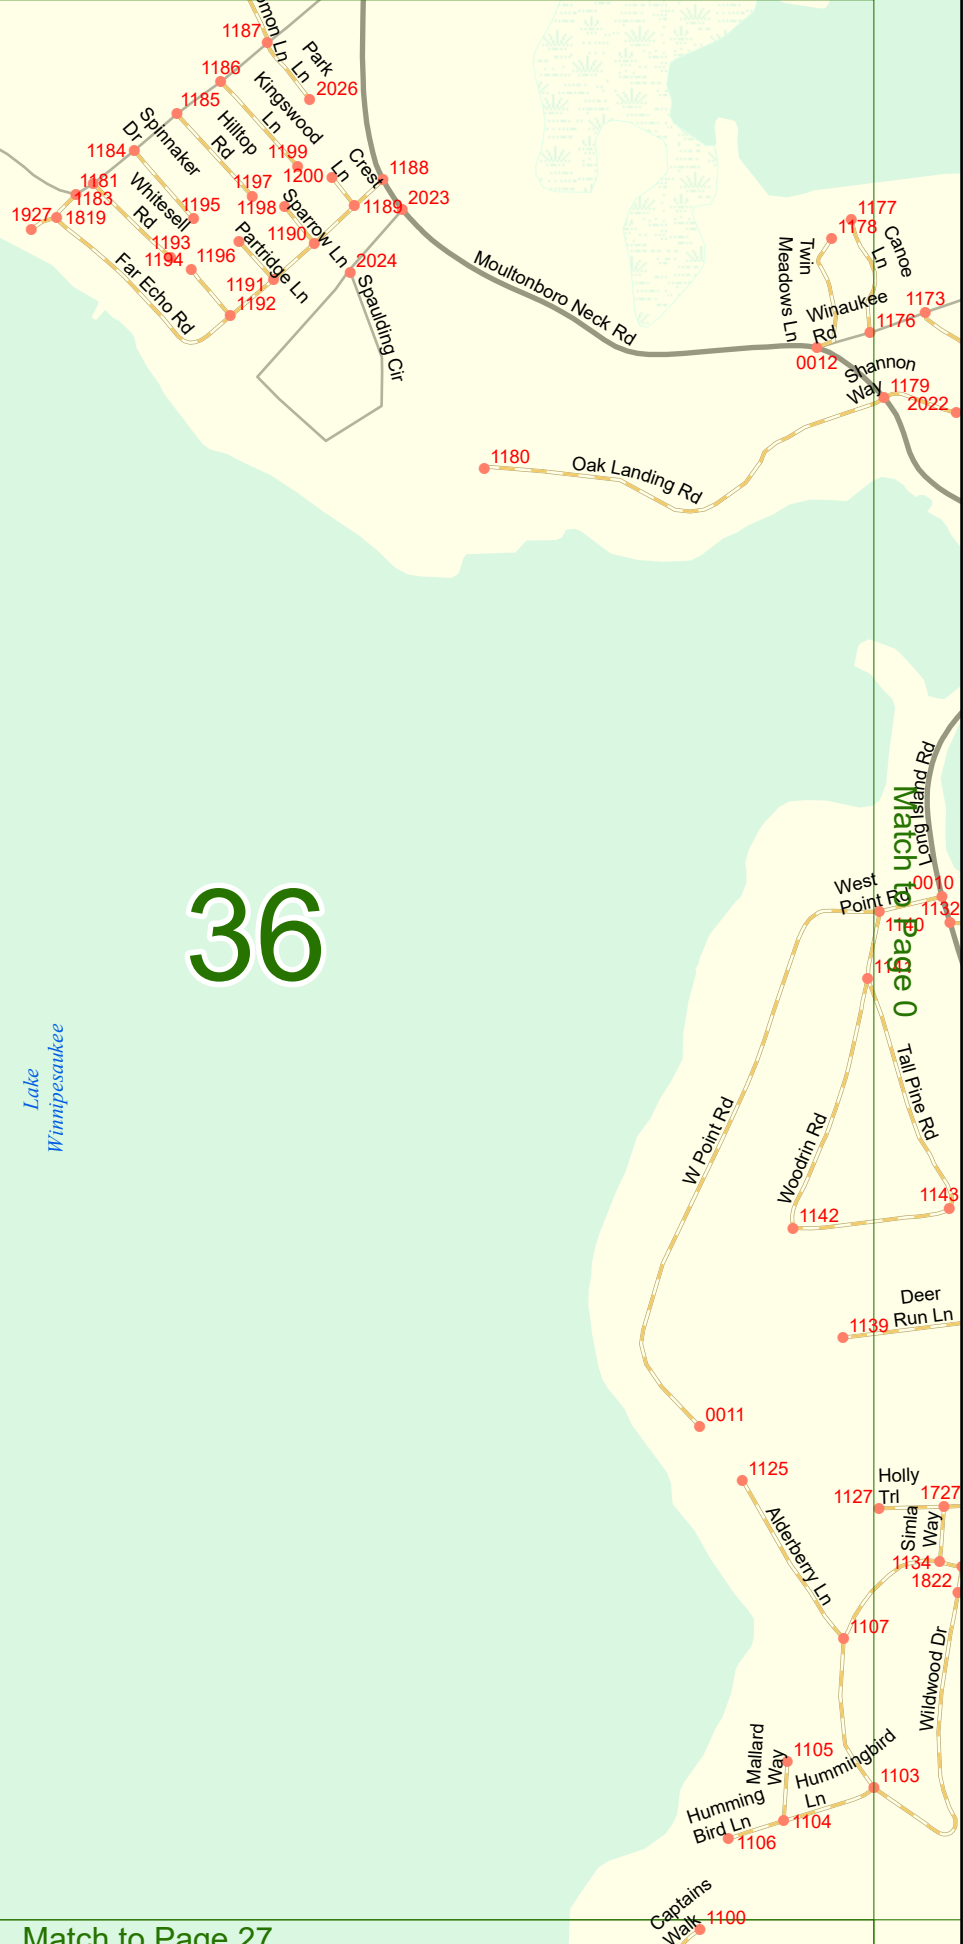 omon Ln
1187
Park
Ln
1186
2026
Kingswood
Ln
1185
Hilltop
Rd
Spinnaker
Dr
1184
1199
1200
Crest
Ln
1188
1181
1183
Whitesell
Rd
1197
1198
1195
Sparrow Ln
1189
2023
1927
1819
1193
1194
1196
Partridge Ln
1190
1191
2024
1192
Far Echo Rd
Spaulding Cir
Moultonboro Neck Rd
1177
1178
Canoe
Ln
Twin
Meadows Ln
Winaukee
Rd
1173
1176
0012
Shannon
Way
1179
2022
1180
Oak Landing Rd
Long Island Rd
Match to Page 0
West
Point Rd
0010
1132
1140
36
Lake
Winnipesaukee
Tall Pine Rd
W Point Rd
Woodrin Rd
1143
1142
Deer
Run Ln
1139
0011
1125
Holly
Trl
1127
1727
Simla
Way
Alderberry Ln
1134
1822
1107
Wildwood Dr
Mallard
Way
1105
Hummingbird
Ln
1103
Humming
Bird Ln
1104
1106
Captains
Walk
1100
Match to Page 27